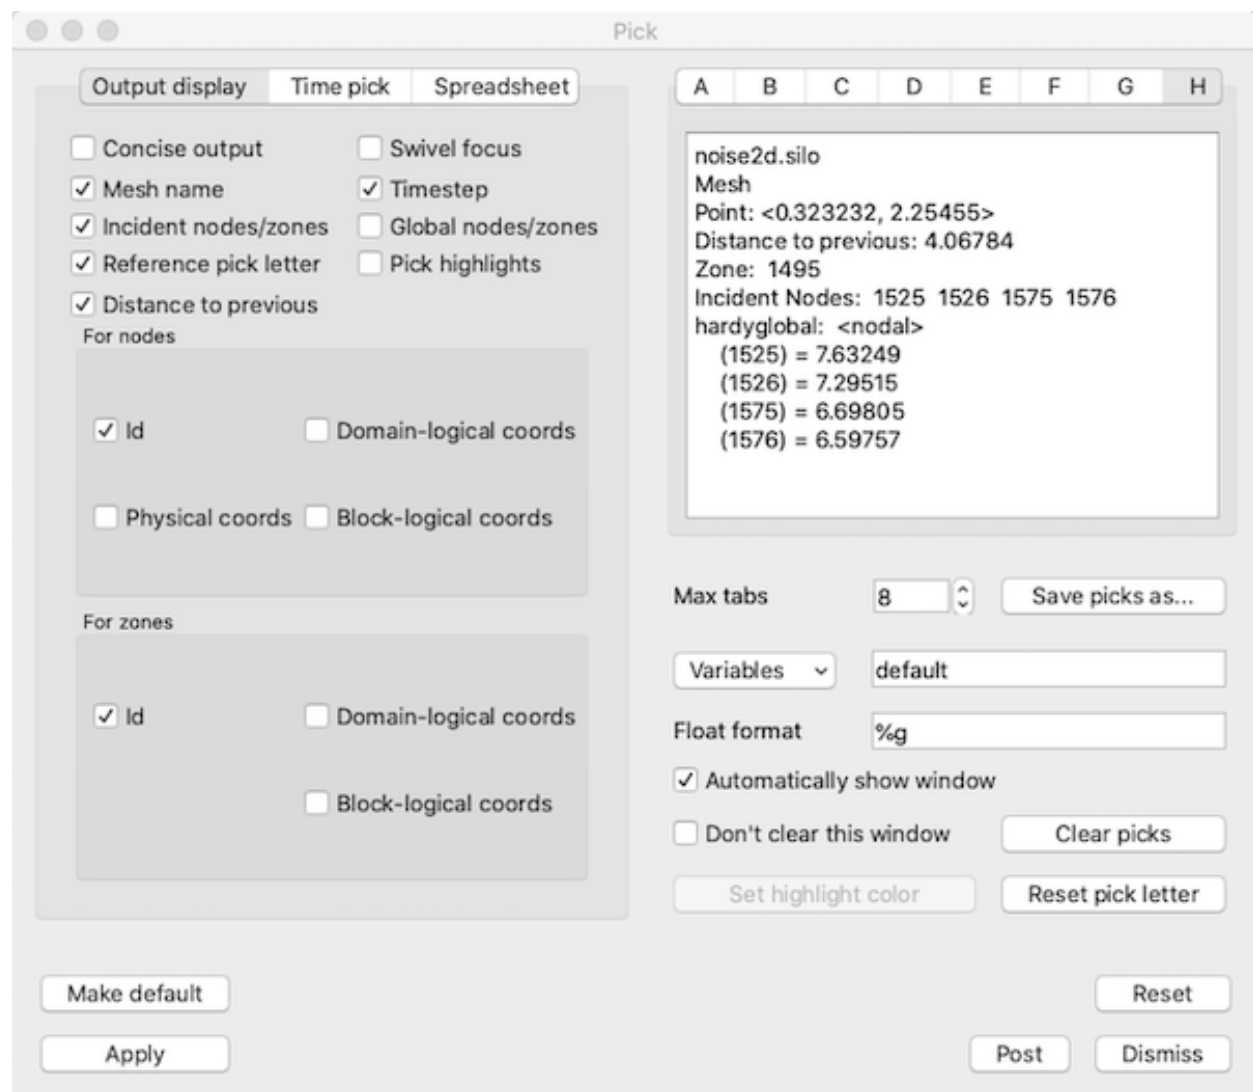 Pick
Output display Time pick Spreadsheet
Concise output Swivel focus
Mesh name Timestep
Incident nodes/zones Global nodes/zones
Reference pick letter Pick highlights
Distance to previous
For nodes
Id Domain-logical coords
Physical coords Block-logical coords
For zones
Id Domain-logical coords
Block-logical coords
A B C D E F G H
noise2d.silo
Mesh
Point: <0.323232, 2.25455>
Distance to previous: 4.06784
Zone: 1495
Incident Nodes: 1525 1526 1575 1576
hardyglobal: <nodal>
(1525) = 7.63249
(1526) = 7.29515
(1575) = 6.69805
(1576) = 6.59757
Max tabs 8 Save picks as...
Variables default
Float format %g
Automatically show window
Don't clear this window Clear picks
Set highlight color Reset pick letter
Make default Reset
Apply Post Dismiss